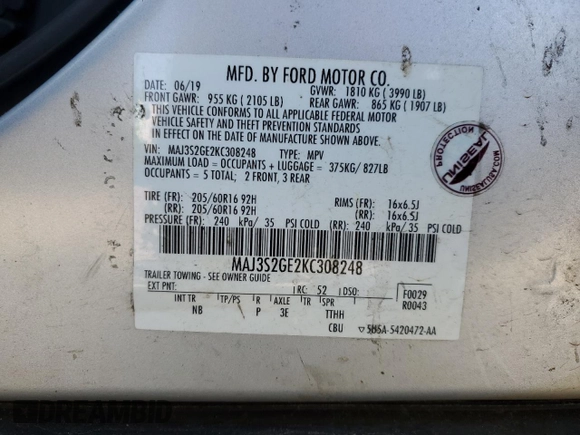 MFD. BY FORD MOTOR CO.
DATE: 06/19 GVWR: 1810 KG ( 3990 LB)
FRONT GAWR: 955 KG ( 2105 LB) REAR GAWR: 865 KG ( 1907 LB)
THIS VEHICLE CONFORMS TO ALL APPLICABLE FEDERAL MOTOR
VEHICLE SAFETY AND THEFT PREVENTION STANDARDS
IN EFFECT ON THE DATE OF MANUFACTURE SHOWN ABOVE.
VIN: MAJ3S2GE2KC308248 TYPE: MPV
MAXIMUM LOAD = OCCUPANTS + LUGGAGE = 375KG/ 827LB
OCCUPANTS = 5 TOTAL; 2 FRONT, 3 REAR
TIRE (FR): 205/60R16 92H RIMS (FR): 16x6.5J
(RR): 205/60R16 92H (RR): 16x6.5J
PRESSURE (FR): 240 kPa/ 35 PSI COLD (RR): 240 kPa/ 35 PSI COLD
MAJ3S2GE2KC308248
TRAILER TOWING - SEE OWNER GUIDE
EXT PNT: RC: 52 DSO: F0029
INT TR TP/PS R AXLE TR SPR R0043
NB P 3E TTHH
CBU 5U5A-5420472-AA
PROTECTION
UNISEAL
DREAMBID